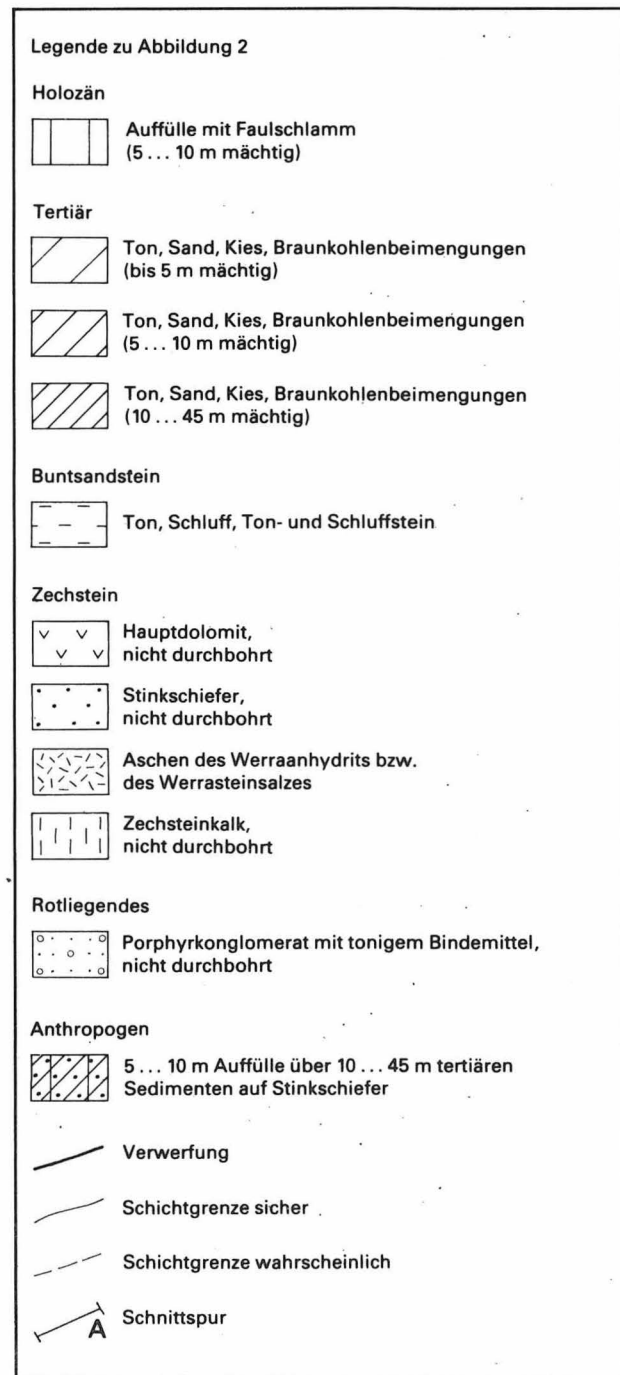 Legende zu Abbildung 2
Holozän
Auffülle mit Faulschlamm
(5 ... 10 m mächtig)
Tertiär
Ton, Sand, Kies, Braunkohlenbeimengungen
(bis 5 m mächtig)
Ton, Sand, Kies, Braunkohlenbeimengungen
(5 ... 10 m mächtig)
Ton, Sand, Kies, Braunkohlenbeimengungen
(10 ... 45 m mächtig)
Buntsandstein
Ton, Schluff, Ton- und Schluffstein
Zechstein
Hauptdolomit,
nicht durchbohrt
Stinkschiefer,
nicht durchbohrt
Aschen des Werraanhydrits bzw.
des Werrasteinsalzes
Zechsteinkalk,
nicht durchbohrt
Rotliegendes
Porphyrkonglomerat mit tonigem Bindemittel,
nicht durchbohrt
Anthropogen
5 ... 10 m Auffülle über 10 ... 45 m tertiären
Sedimenten auf Stinkschiefer
Verwerfung
Schichtgrenze sicher
Schichtgrenze wahrscheinlich
A Schnittspur